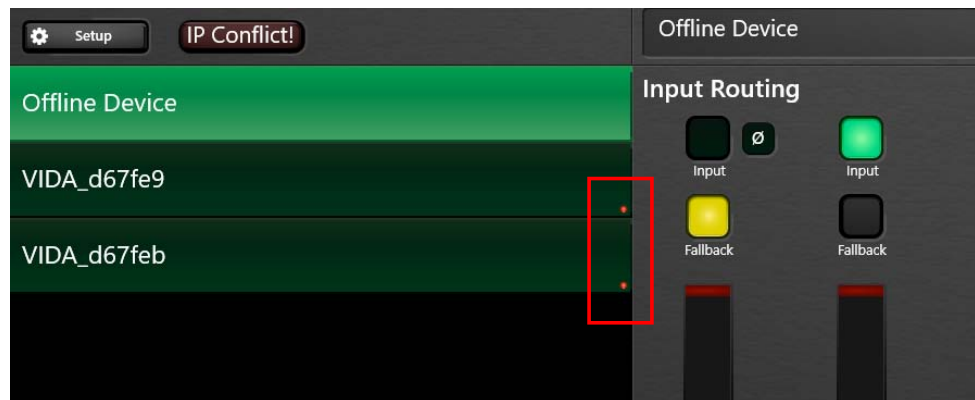 Setup
IP Conflict!
Offline Device
Offline Device
VIDA_d67fe9
VIDA_d67feb
Input Routing
Ø
Input
Input
Fallback
Fallback